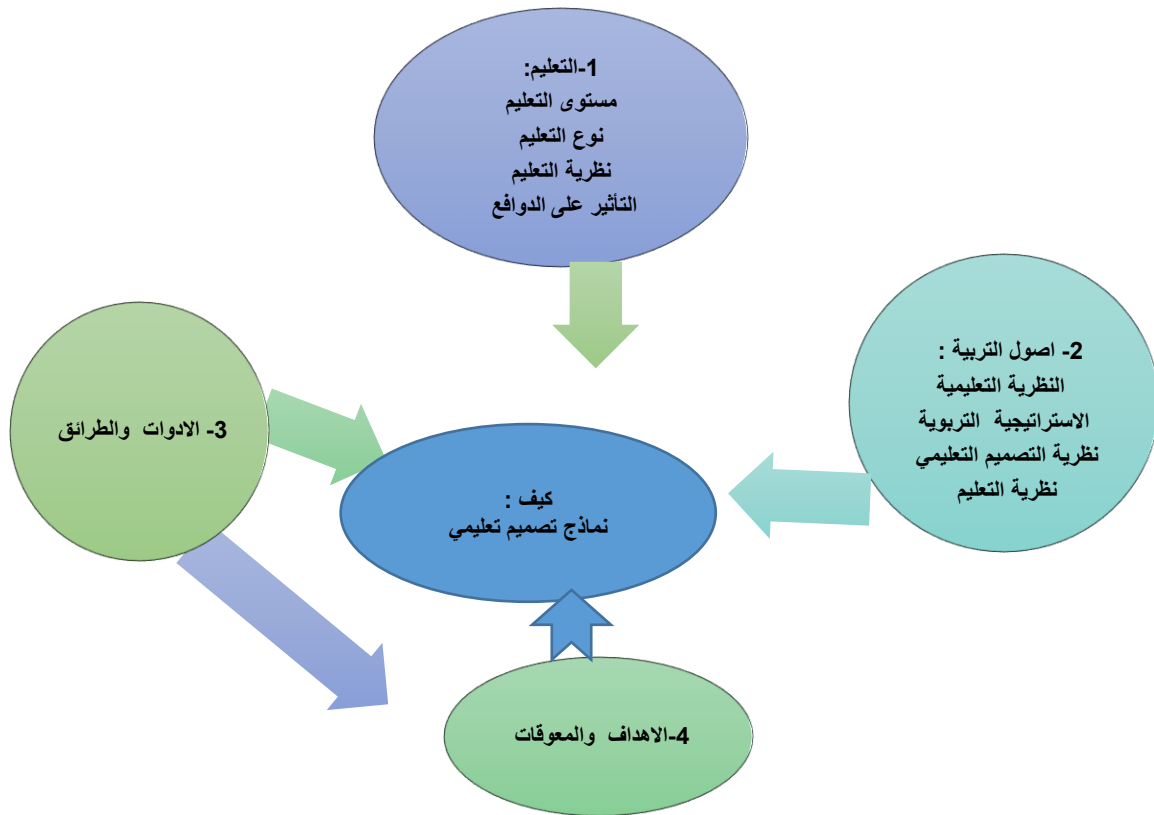 1-التعليم:
مستوى التعليم
نوع التعليم
نظرية التعليم
التأثير على الدوافع
2- اصول التربية :
النظرية التعليمية
الاستراتيجية التربوية
نظرية التصميم التعليمي
نظرية التعليم
3- الادوات والطرائق
كيف :
نماذج تصميم تعليمي
4-الاهداف والمعوقات